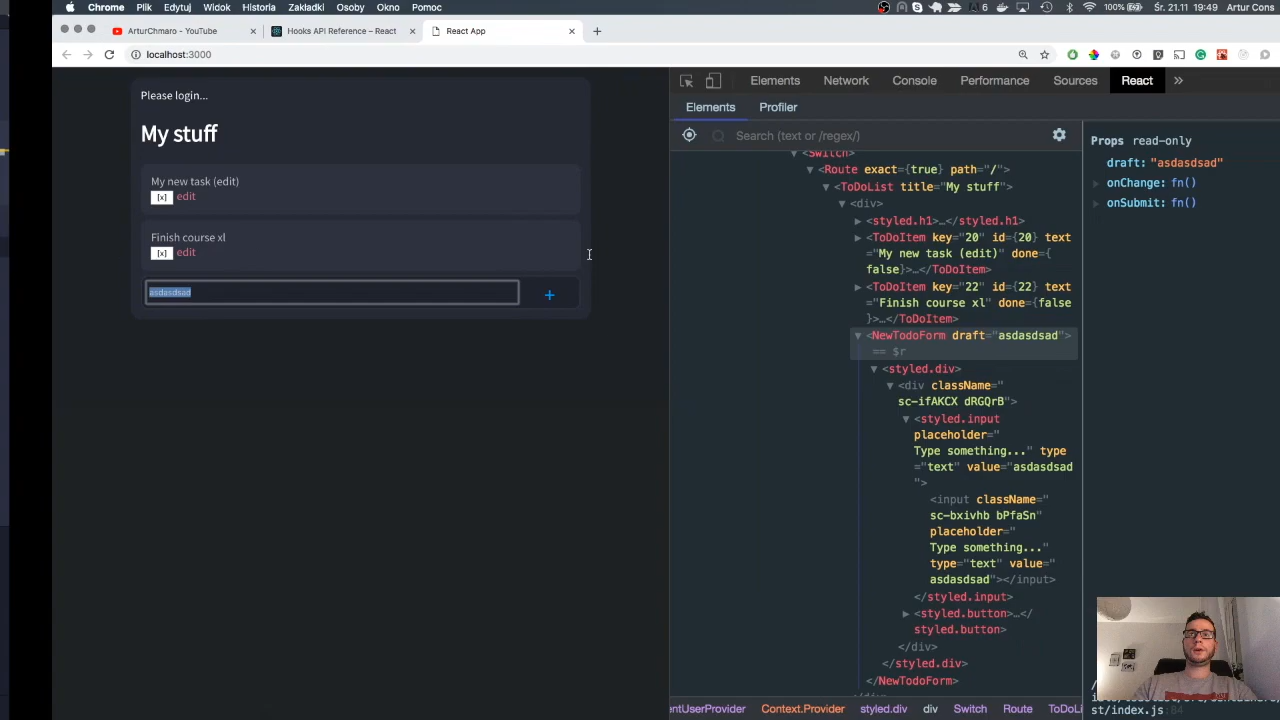 Chrome Plik Edytuj Widok Historia Zakładki Osoby Okno Pomoc 6 100% Śr. 21.11 19:49 Artur Cons
ArturChmaro - YouTube Hooks API Reference – React React App
localhost:3000
Please login...
My stuff
My new task (edit)
[x] edit
Finish course xl
[x] edit
asdasdsad
+
Elements Network Console Performance Sources React
Elements Profiler
Search (text or /regex/)
<Switch>
<Route exact={true} path="/">
<ToDoList title="My stuff">
<div>
<styled.h1>…</styled.h1>
<ToDoItem key="20" id={20} text
="My new task (edit)" done={
false}>…</ToDoItem>
<ToDoItem key="22" id={22} text
="Finish course xl" done={false
}>…</ToDoItem>
<NewTodoForm draft="asdasdsad">
== $r
<styled.div>
<div className="
sc-ifAKCX dRGQrB">
<styled.input
placeholder="
Type something..." type
="text" value="asdasdsad
">
<input className="
sc-bxivhb bPfaSn"
placeholder="
Type something..."
type="text" value="
asdasdsad"></input>
</styled.input>
<styled.button>…</
styled.button>
</div>
</styled.div>
</NewTodoForm>
entUserProvider Context.Provider styled.div div Switch Route ToDoLi
Props read-only
draft: "asdasdsad"
onChange: fn()
onSubmit: fn()
st/index.js:84